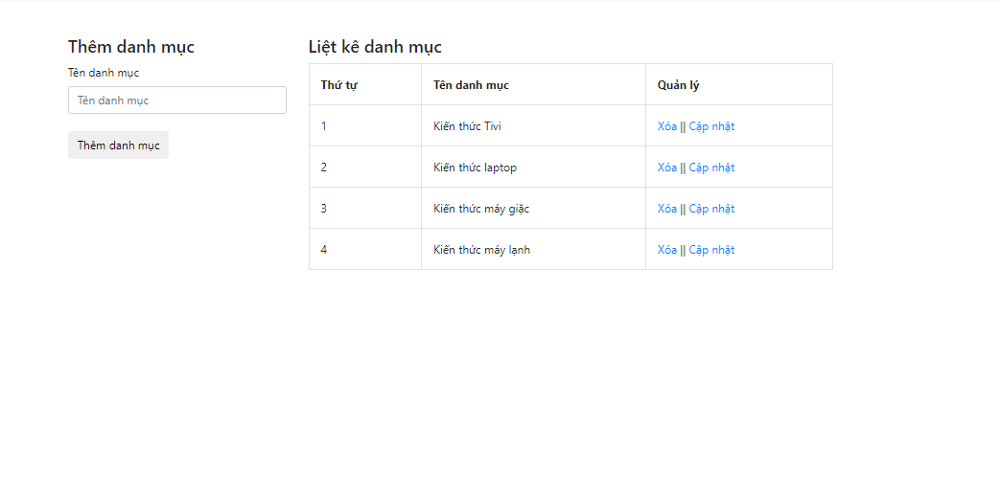 Thêm danh mục
Tên danh mục
Tên danh mục
Thêm danh mục
Liệt kê danh mục
Thứ tự Tên danh mục Quản lý
1 Kiến thức Tivi Xóa || Cập nhật
2 Kiến thức laptop Xóa || Cập nhật
3 Kiến thức máy giặc Xóa || Cập nhật
4 Kiến thức máy lạnh Xóa || Cập nhật